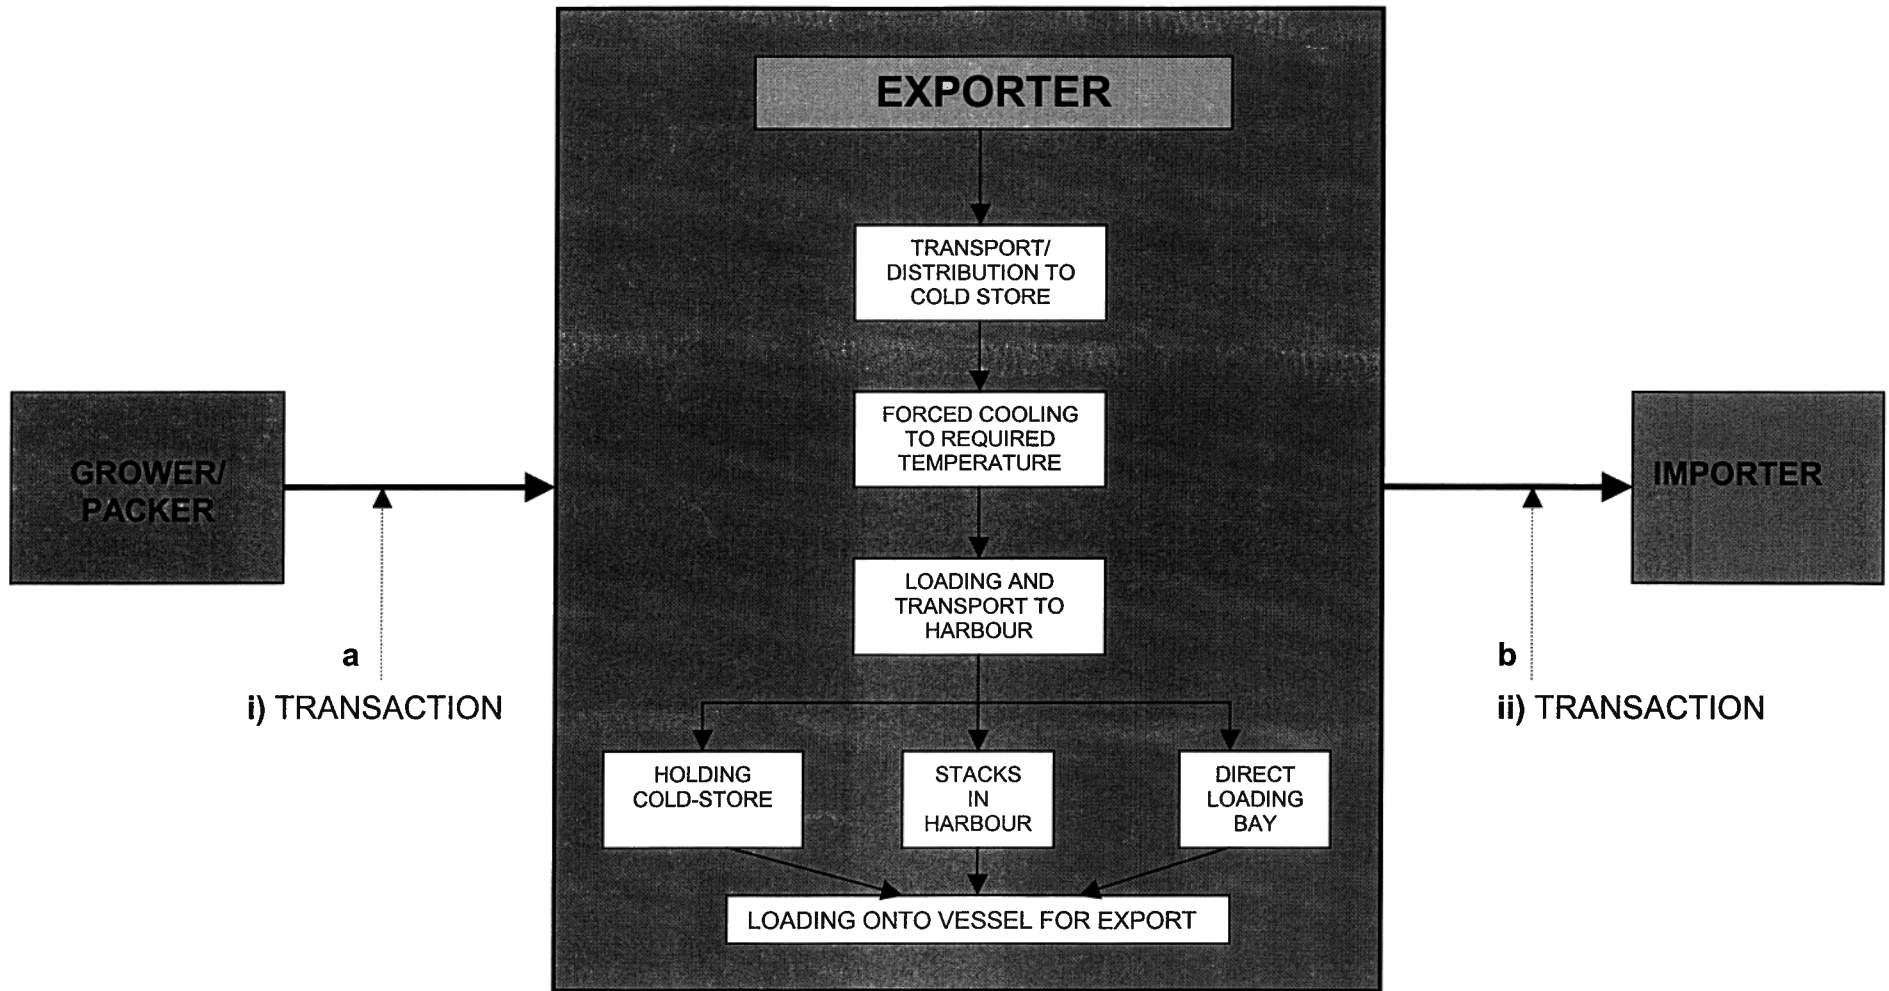 EXPORTER
TRANSPORT/
DISTRIBUTION TO
COLD STORE
FORCED COOLING
TO REQUIRED
TEMPERATURE
GROWER/
PACKER
IMPORTER
LOADING AND
TRANSPORT TO
HARBOUR
a
i) TRANSACTION
b
ii) TRANSACTION
HOLDING
COLD-STORE
STACKS
IN
HARBOUR
DIRECT
LOADING
BAY
LOADING ONTO VESSEL FOR EXPORT